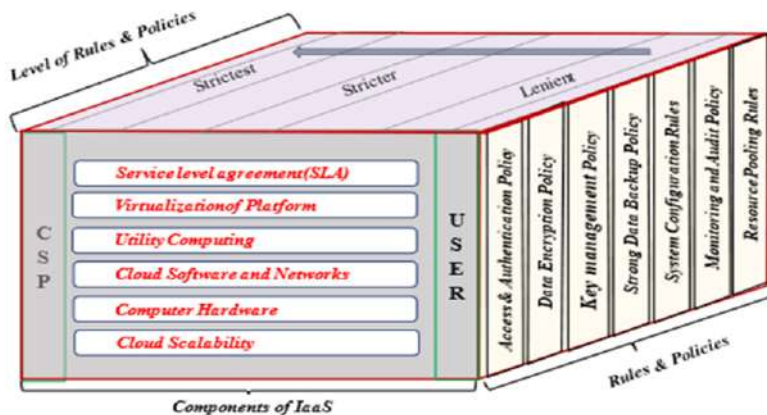 Level of Rules & Policies
Strictest
Stricter
Lenient
CSP
Service level agreement(SLA)
Virtualizationof Platform
Utility Computing
Cloud Software and Networks
Computer Hardware
Cloud Scalability
USER
Access & Authentication Policy
Data Encryption Policy
Key management Policy
Strong Data Backup Policy
System Configuration Rules
Monitoring and Audit Policy
Resource Pooling Rules
Components of IaaS
Rules & Policies